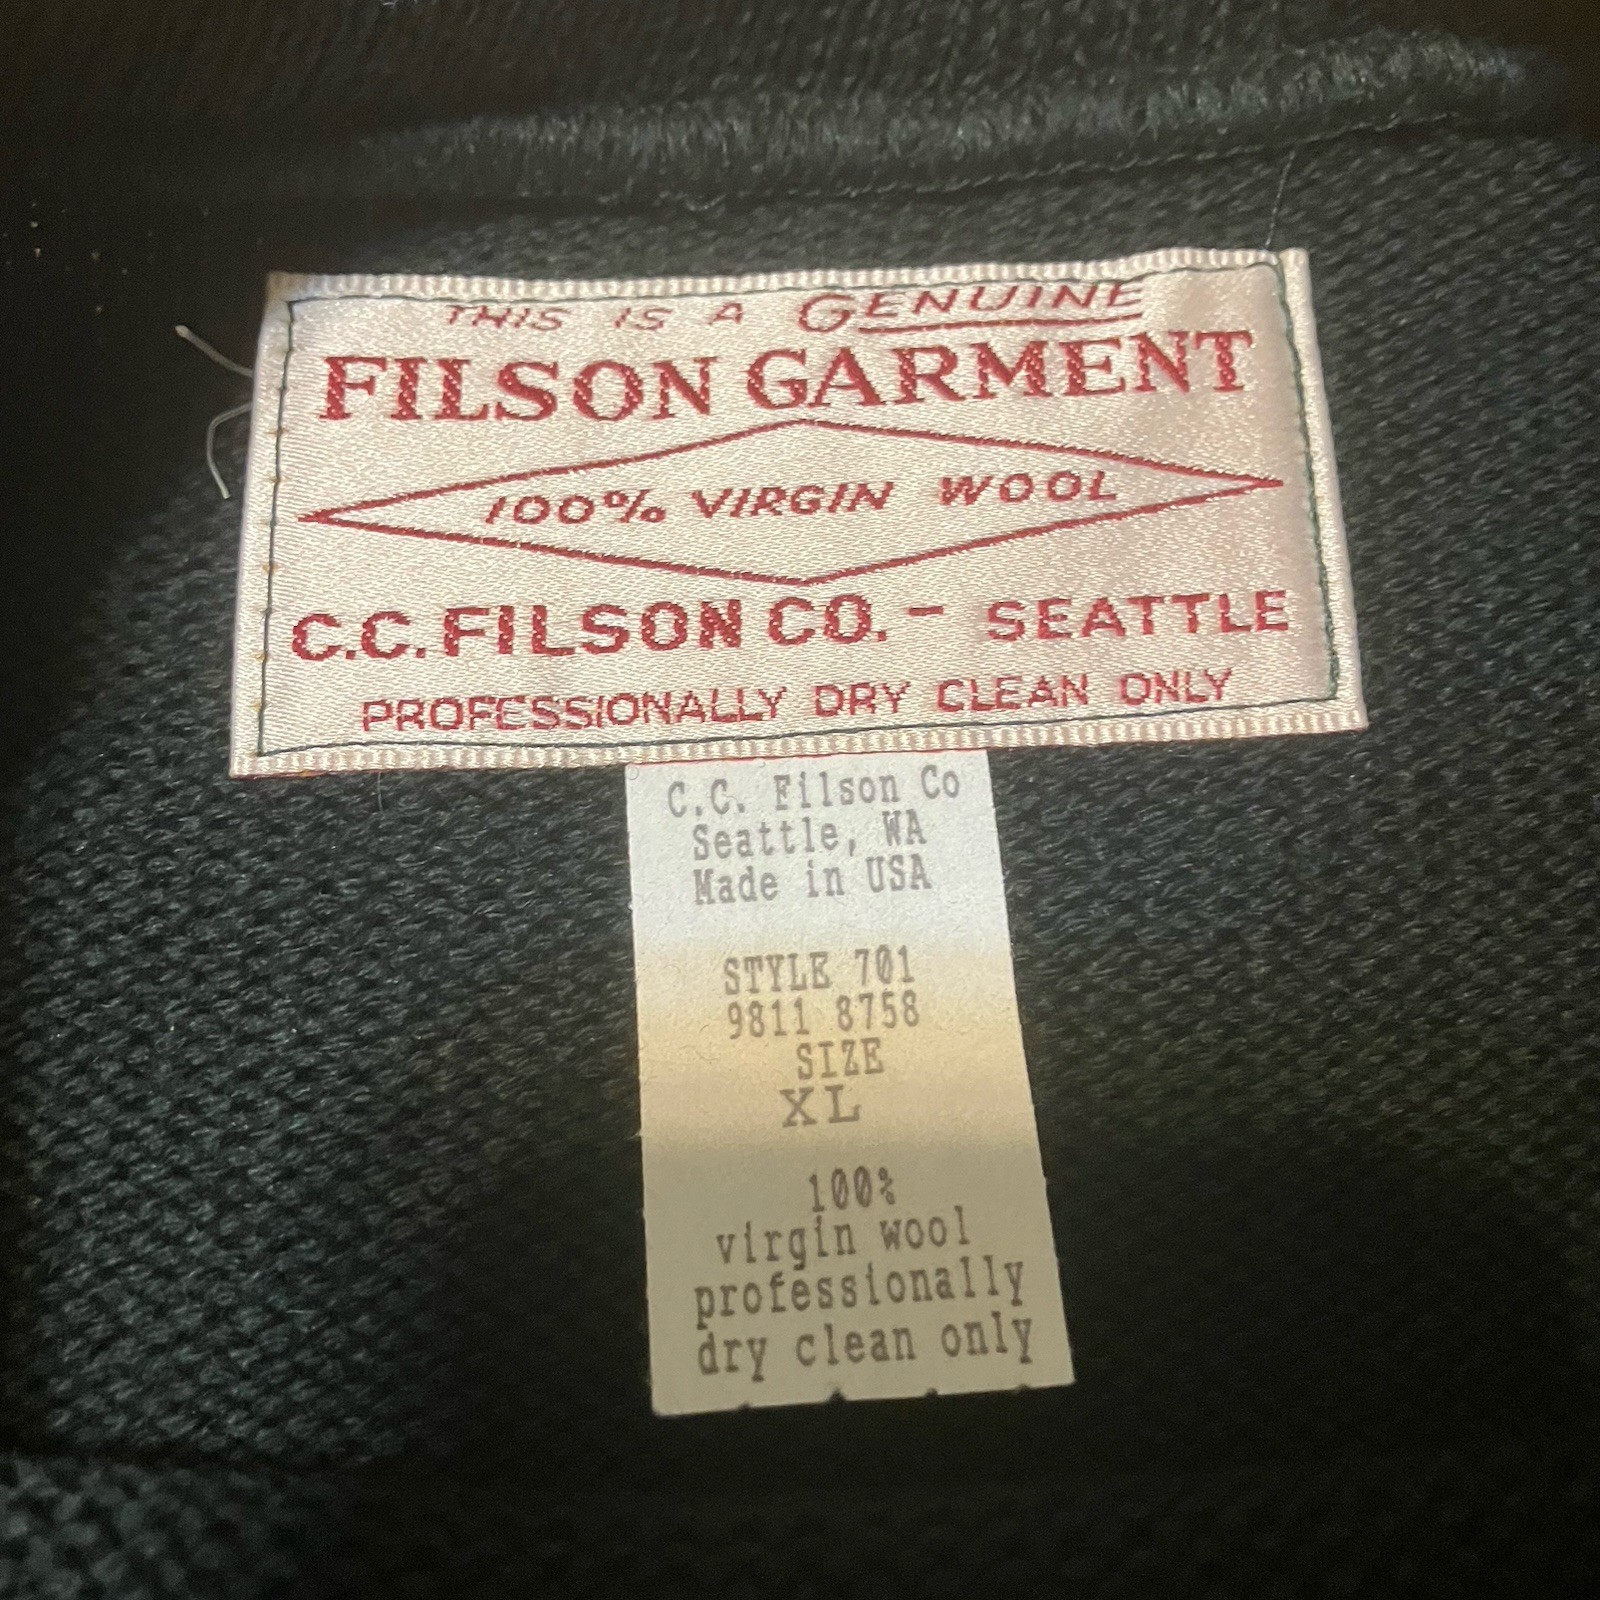 THIS IS A GENUINE
FILSON GARMENT
100% VIRGIN WOOL
C.C. FILSON CO. - SEATTLE
PROFESSIONALLY DRY CLEAN ONLY
C.C. Filson Co
Seattle, WA
Made in USA
STYLE 701
9811 8758
SIZE
XL
100%
virgin wool
professionally
dry clean only